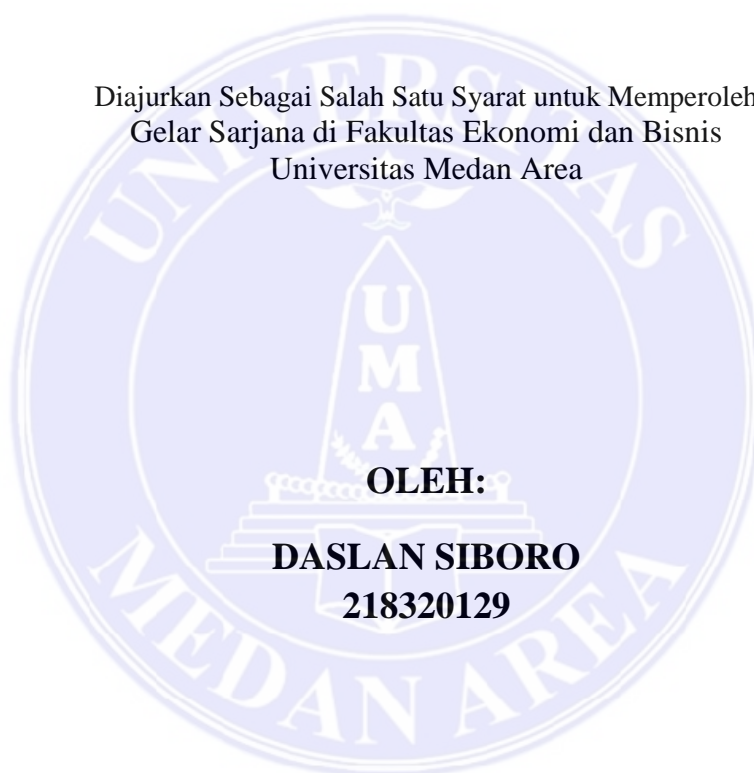 Diajurkan Sebagai Salah Satu Syarat untuk Memperoleh
Gelar Sarjana di Fakultas Ekonomi dan Bisnis
Universitas Medan Area
UNIVERSITAS
UMA
OLEH:
DASLAN SIBORO
218320129
MEDAN AREA